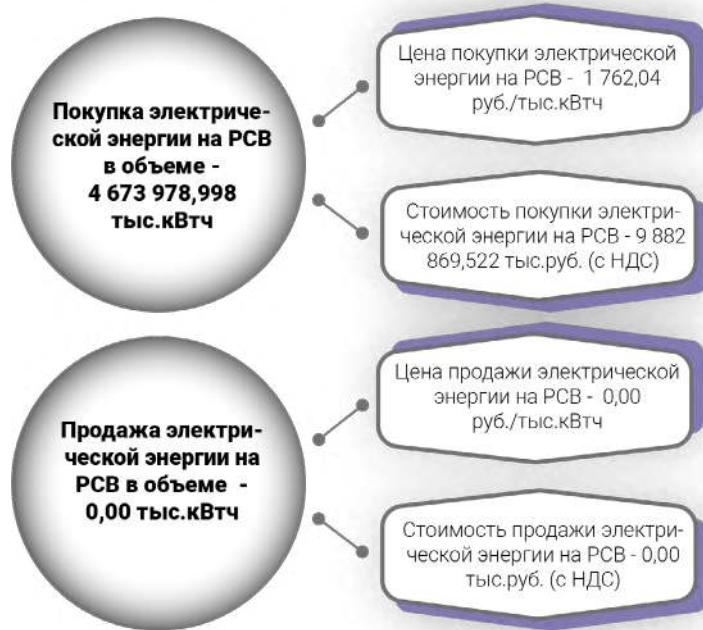 Покупка электриче-
ской энергии на РСВ
в объеме -
4 673 978,998
тыс.кВтч
Цена покупки электрической
энергии на РСВ - 1 762,04
руб./тыс.кВтч
Стоимость покупки электри-
ческой энергии на РСВ - 9 882
869,522 тыс.руб. (с НДС)
Продажа электри-
ческой энергии на
РСВ в объеме -
0,00 тыс.кВтч
Цена продажи электрической
энергии на РСВ - 0,00
руб./тыс.кВтч
Стоимость продажи электри-
ческой энергии на РСВ - 0,00
тыс.руб. (с НДС)